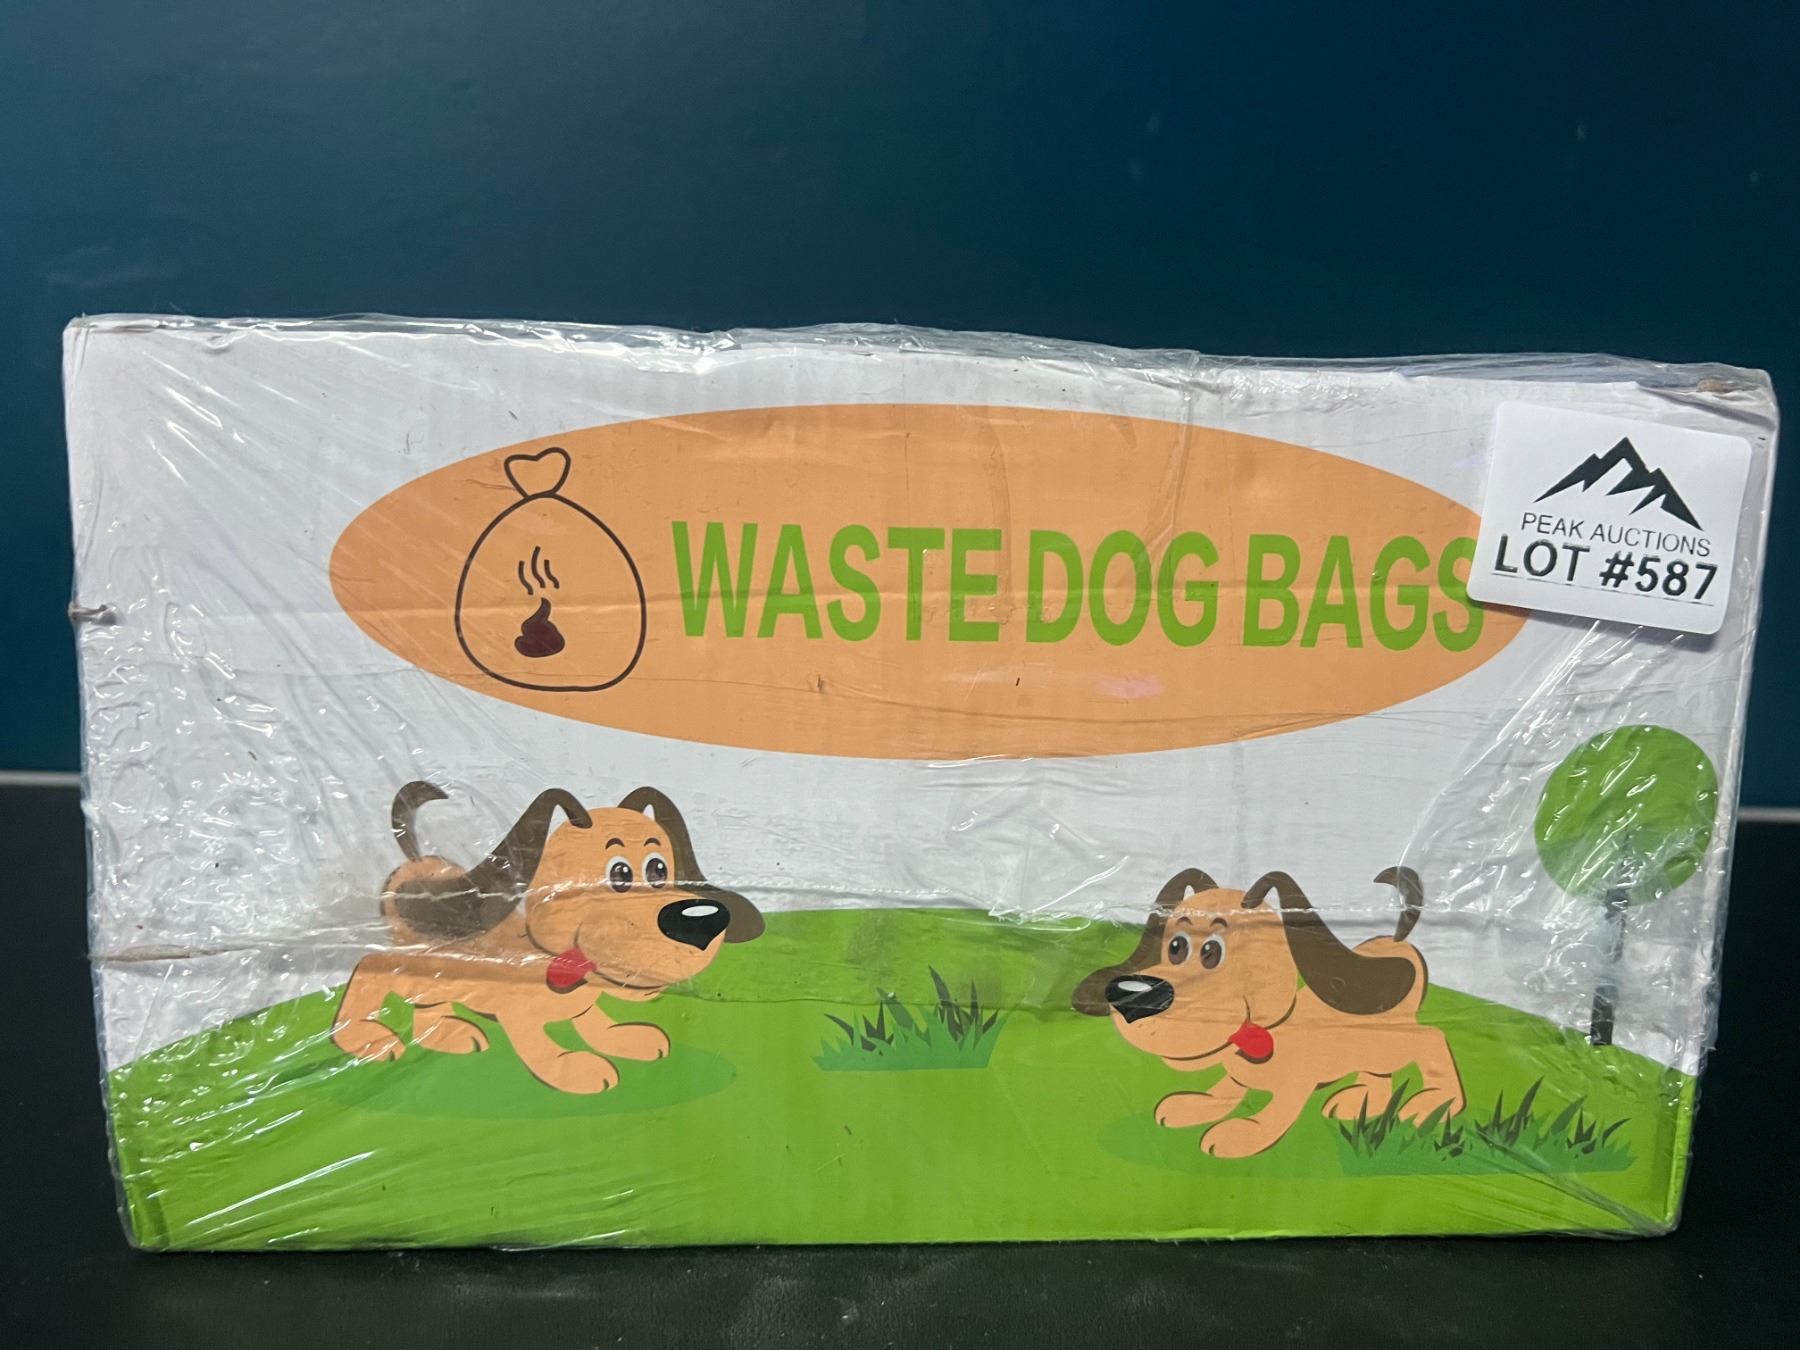 WASTE DOG BAGS
PEAK AUCTIONS
LOT #587